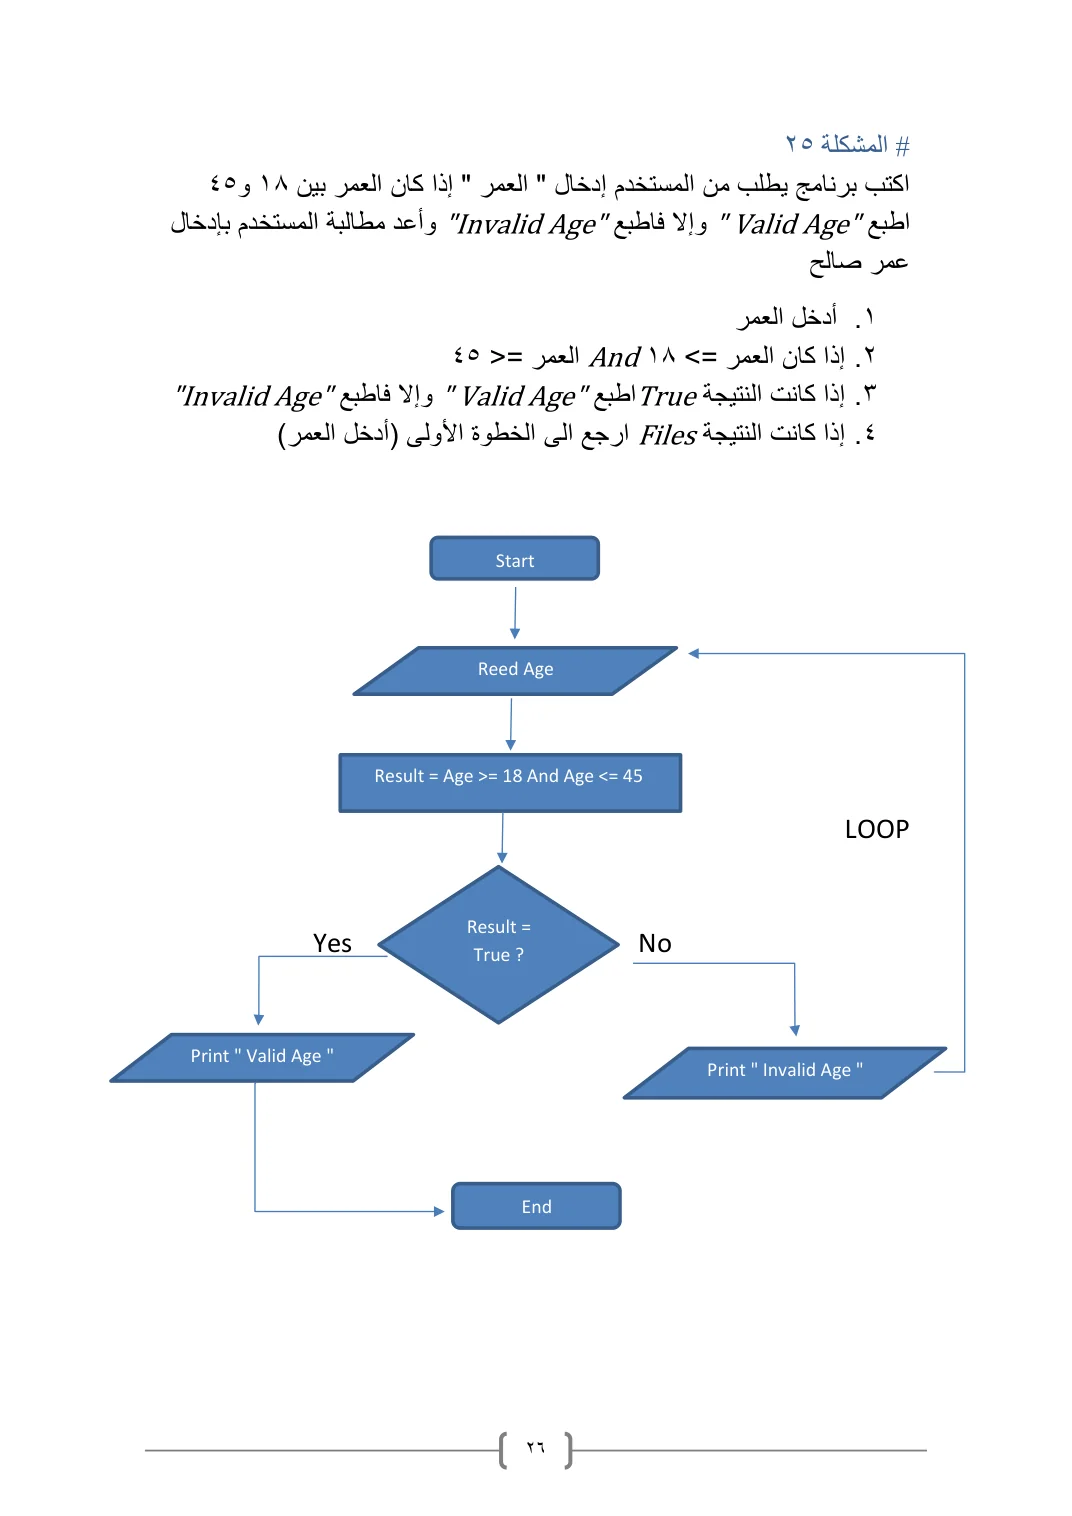 # المشكلة ٢٥
اكتب برنامج يطلب من المستخدم إدخال " العمر " إذا كان العمر بين ١٨ و٤٥
اطبع "Valid Age " وإلا فاطبع "Invalid Age" وأعد مطالبة المستخدم بإدخال
عمر صالح
١. أدخل العمر
٢. إذا كان العمر => ١٨ And العمر =< ٤٥
٣. إذا كانت النتيجة True اطبع "Valid Age " وإلا فاطبع "Invalid Age"
٤. إذا كانت النتيجة Files ارجع الى الخطوة الأولى (أدخل العمر)
Start
Reed Age
Result = Age >= 18 And Age <= 45
LOOP
Result =
True ?
Yes
No
Print " Valid Age "
Print " Invalid Age "
End
٢٦